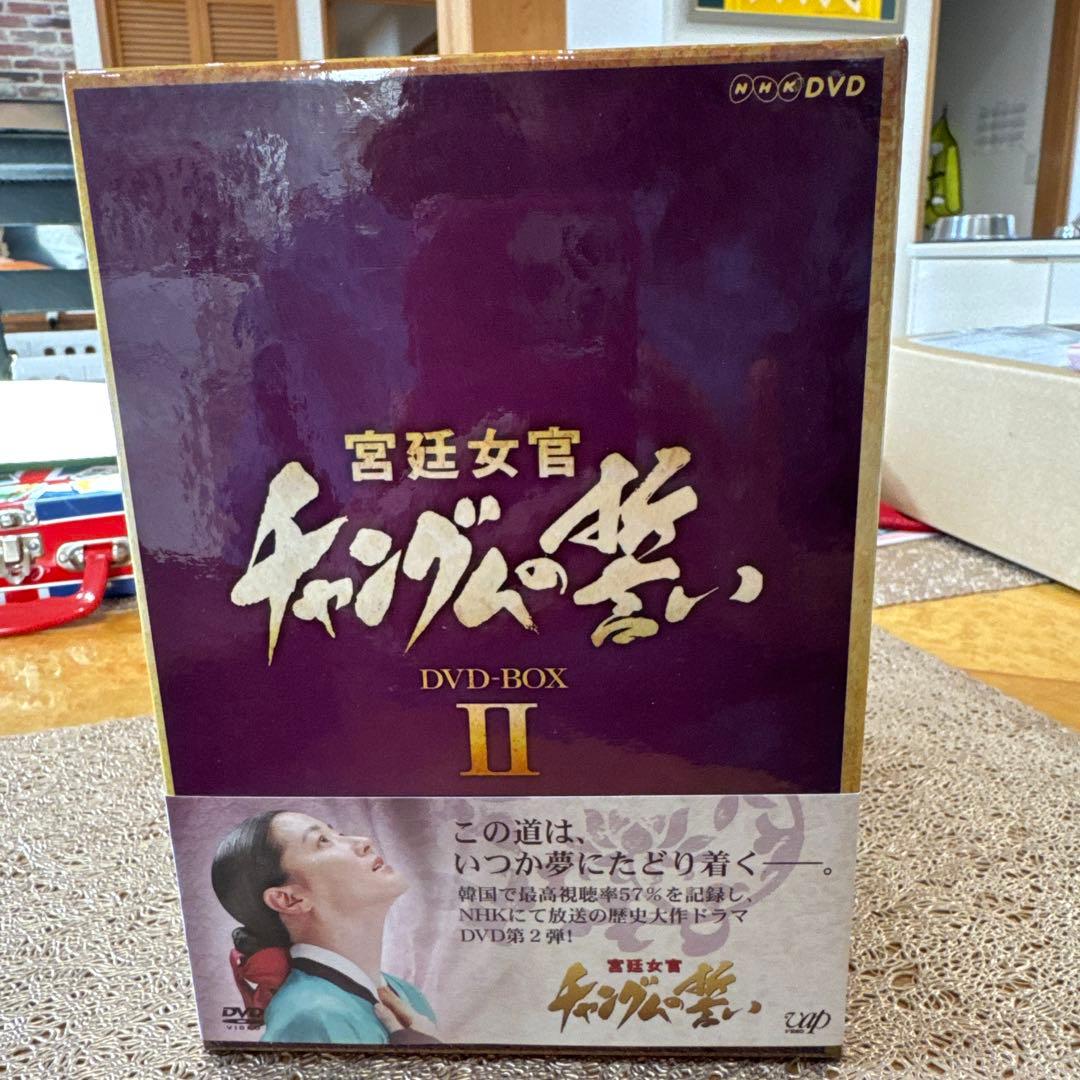 NHK DVD
宮廷女官
チャングムの誓い
DVD-BOX
II
この道は、
いつか夢にたどり着く――。
韓国で最高視聴率57％を記録し、
NHKにて放送の歴史大作ドラマ
DVD第2弾!
宮廷女官
チャングムの誓い
DVD
VIDEO
vap
VIDEO